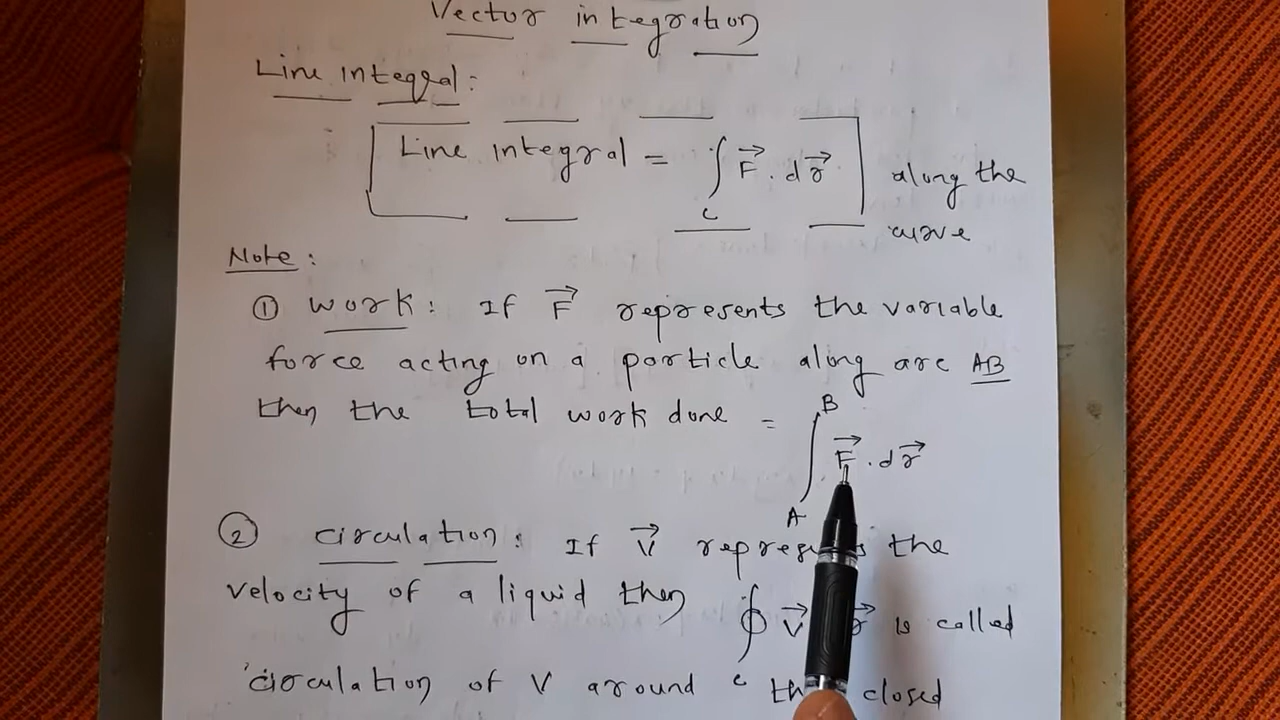 Vector integration
Line integral:
Line integral = ∫_C F⃗ . dr⃗ along the
curve
Note:
① Work: If F⃗ represents the variable
force acting on a particle along arc AB
then the total work done = ∫_A^B F⃗ . dr⃗
② circulation: If V⃗ the
velocity of a liquid then ∮_c V⃗ r⃗ is called
circulation of V around closed